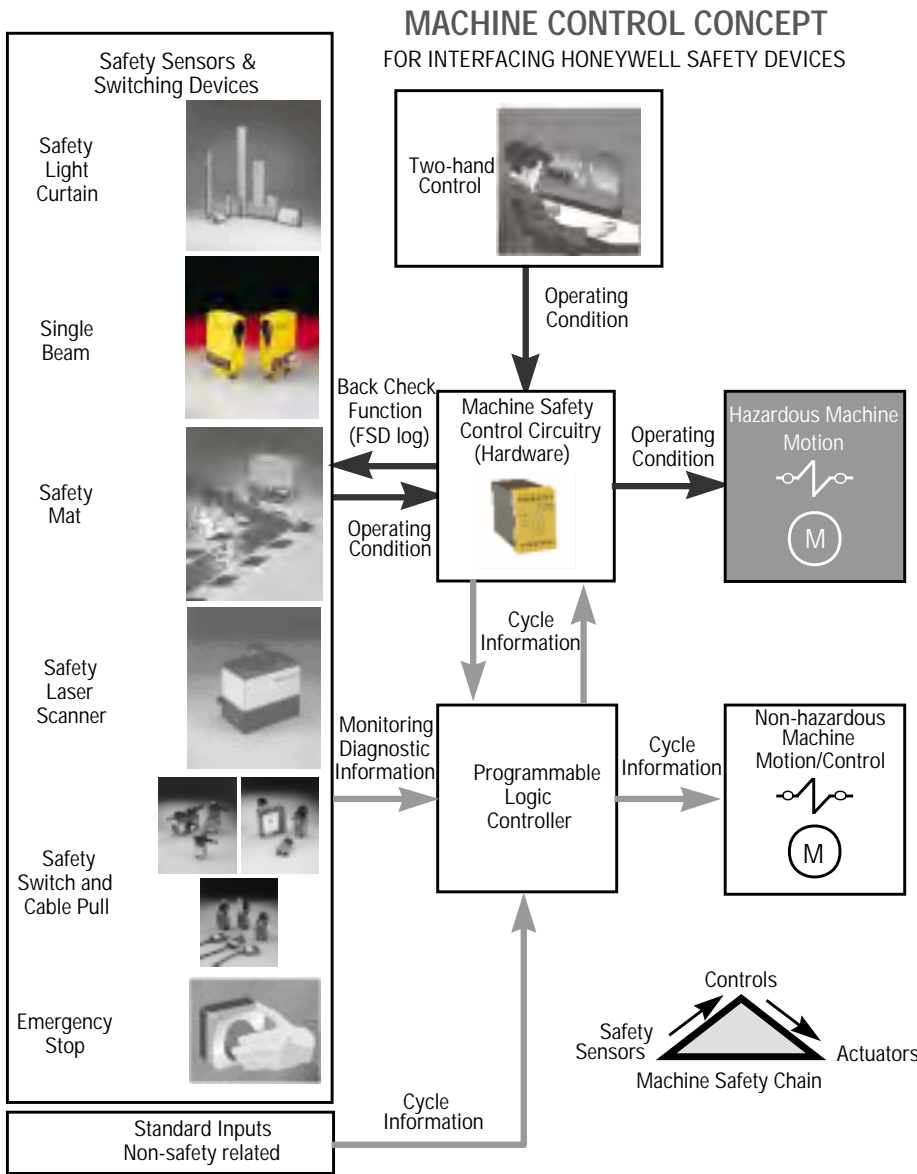 MACHINE CONTROL CONCEPT
FOR INTERFACING HONEYWELL SAFETY DEVICES
Safety Sensors &
Switching Devices
Safety
Light
Curtain
Single
Beam
Safety
Mat
Safety
Laser
Scanner
Safety
Switch and
Cable Pull
Emergency
Stop
Standard Inputs
Non-safety related
Two-hand
Control
Operating
Condition
Back Check
Function
(FSD log)
Operating
Condition
Machine Safety
Control Circuitry
(Hardware)
Operating
Condition
Hazardous Machine
Motion
M
Cycle
Information
Monitoring
Diagnostic
Information
Programmable
Logic
Controller
Cycle
Information
Non-hazardous
Machine
Motion/Control
M
Cycle
Information
Controls
Safety
Sensors
Actuators
Machine Safety Chain